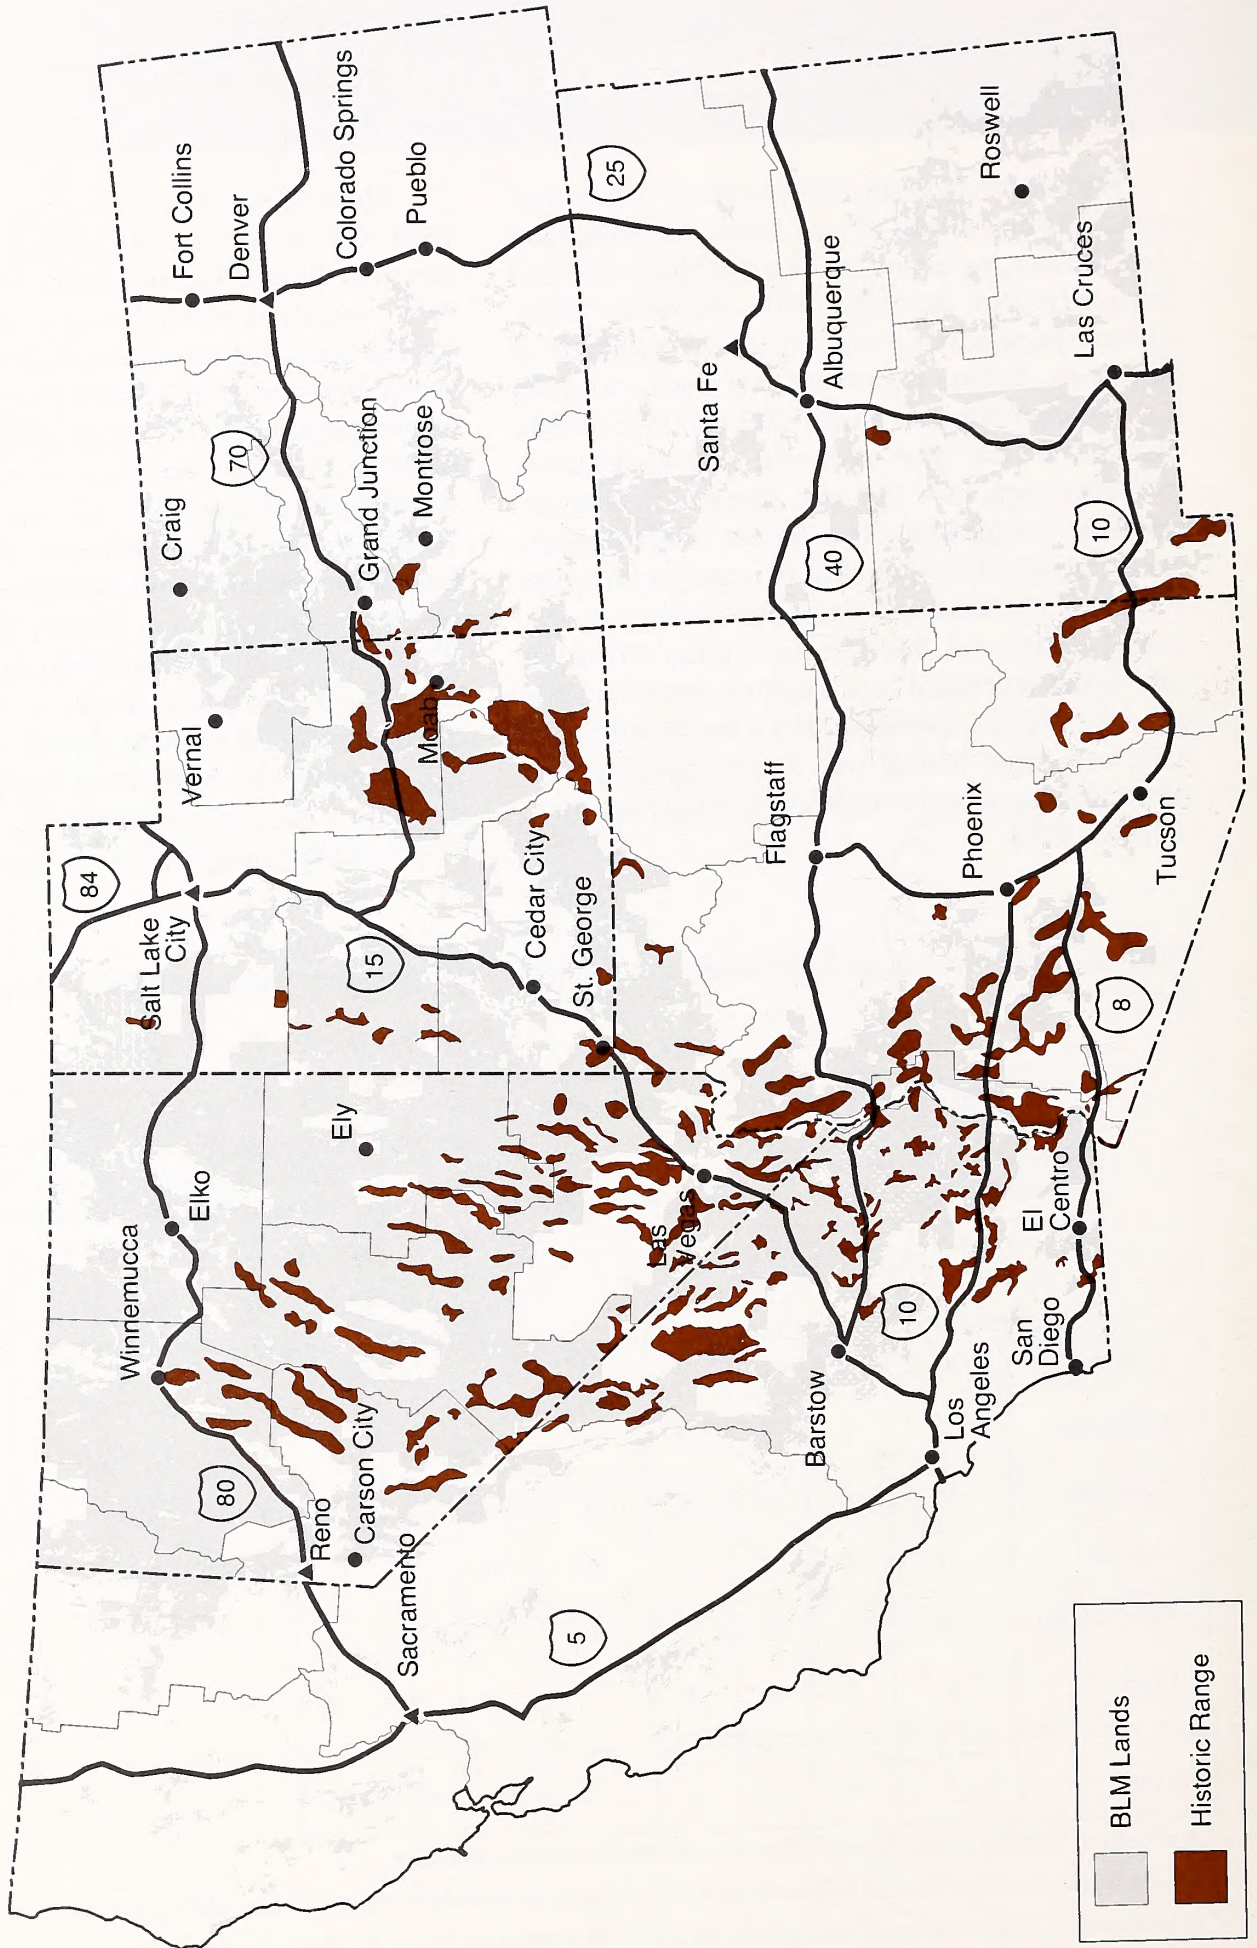 Winnemucca
Elko
84
Salt Lake
City
Vernal
Craig
Fort Collins
Denver
80
Reno
Carson City
Ely
15
70
Grand Junction
Montrose
Colorado Springs
Pueblo
Sacramento
Cedar City
St. George
Moab
5
Las
Vegas
25
Santa Fe
Barstow
Flagstaff
40
Albuquerque
10
Los
Angeles
San
Diego
El
Centro
Phoenix
8
Tucson
10
Las Cruces
Roswell
BLM Lands
Historic Range